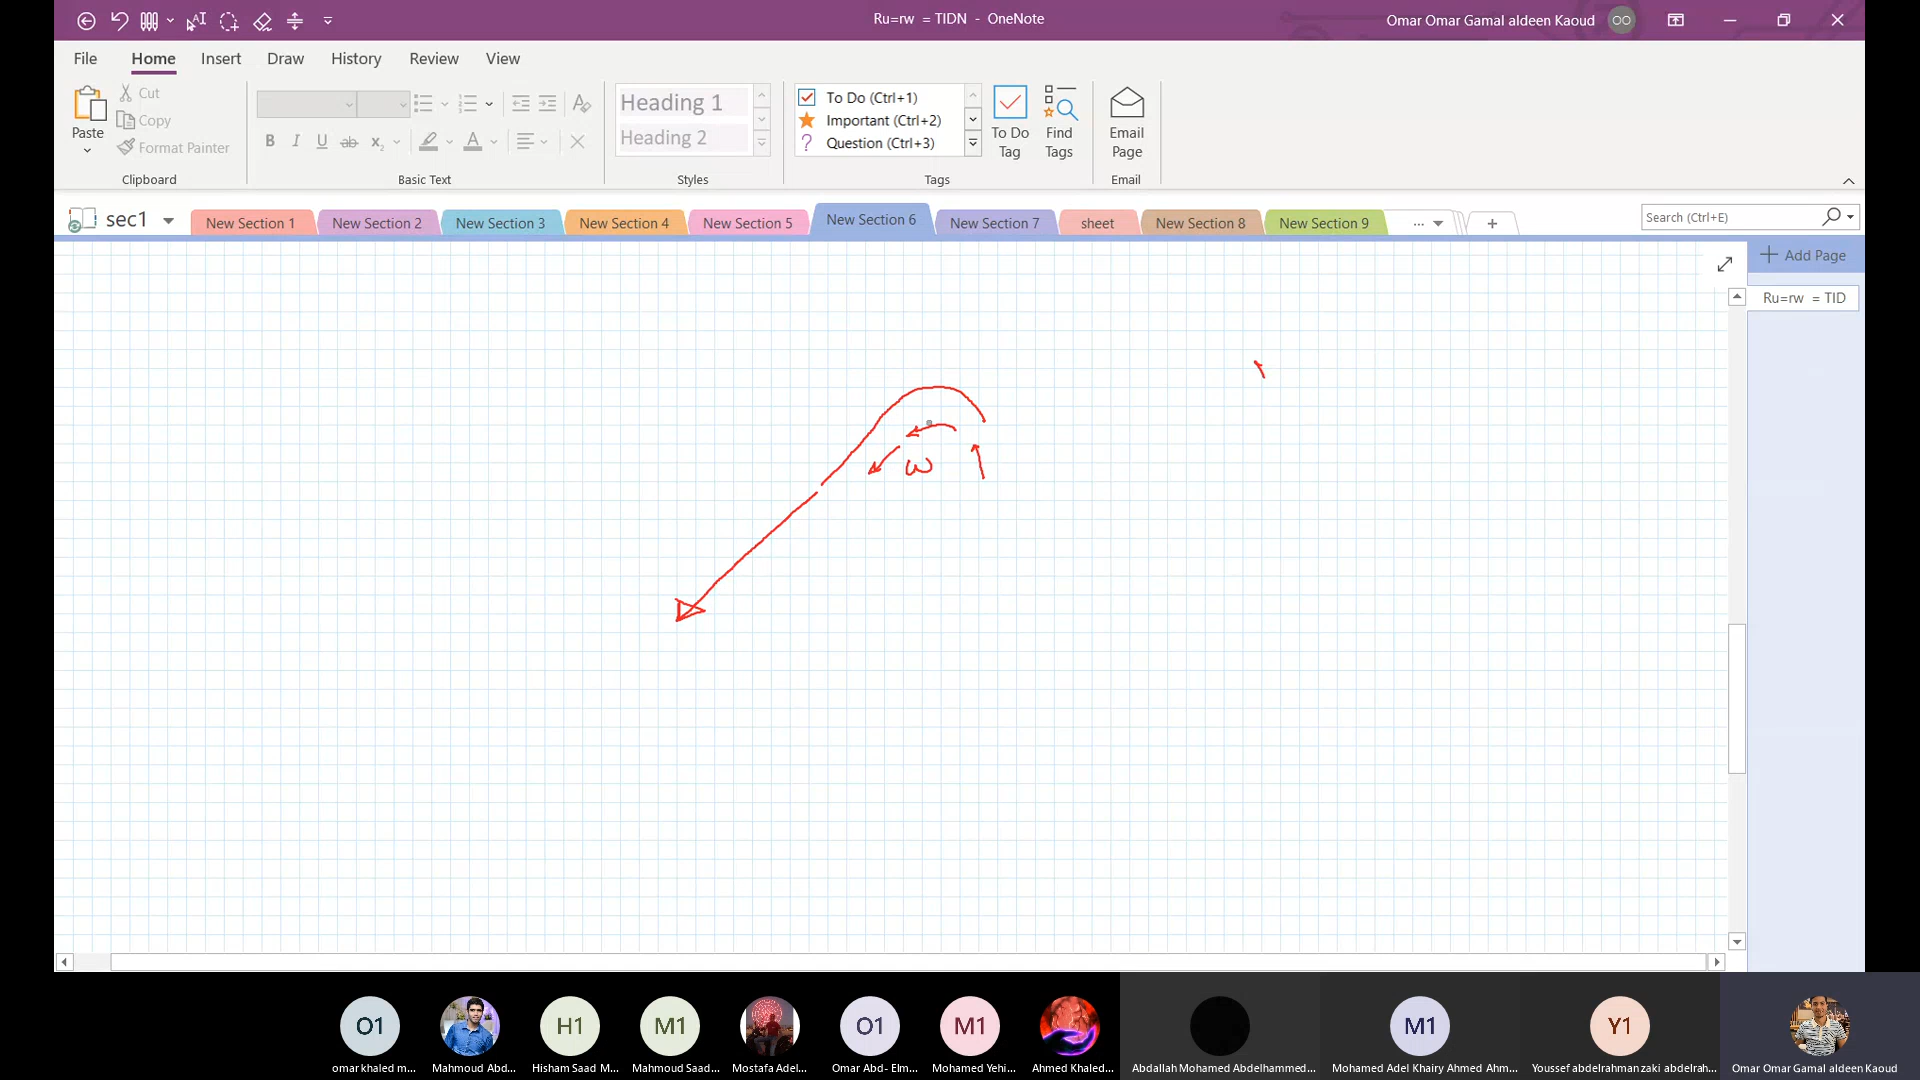 Ru=rw = TIDN - OneNote
Omar Omar Gamal aldeen Kaoud OO
File Home Insert Draw History Review View
Paste
Cut
Copy
Format Painter
Clipboard
B I U ab x₂ A
Basic Text
Heading 1
Heading 2
Styles
To Do (Ctrl+1)
Important (Ctrl+2)
? Question (Ctrl+3)
To Do Tag
Find Tags
Tags
Email Page
Email
sec1 New Section 1 New Section 2 New Section 3 New Section 4 New Section 5 New Section 6 New Section 7 sheet New Section 8 New Section 9 ... +
Search (Ctrl+E)
Add Page
Ru=rw = TID
ω
O1 H1 M1 O1 M1 M1 Y1
omar khaled m... Mahmoud Abd... Hisham Saad M... Mahmoud Saad... Mostafa Adel... Omar Abd- Elm... Mohamed Yehi... Ahmed Khaled... Abdallah Mohamed Abdelhammed... Mohamed Adel Khairy Ahmed Ahm... Youssef abdelrahman zaki abdelrah... Omar Omar Gamal aldeen Kaoud